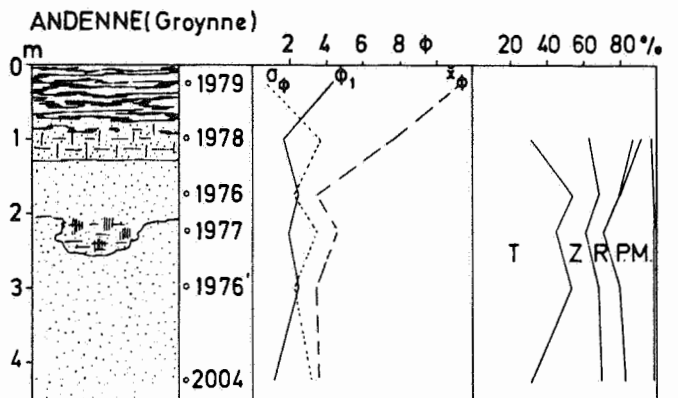 ANDENNE(Groynne)
m
2 4 6 8 Φ
20 40 60 80 %
0
1
2
3
4
1979
1978
1976
1977
1976'
2004
σΦ Φ1 x̌Φ
T Z R P.M.